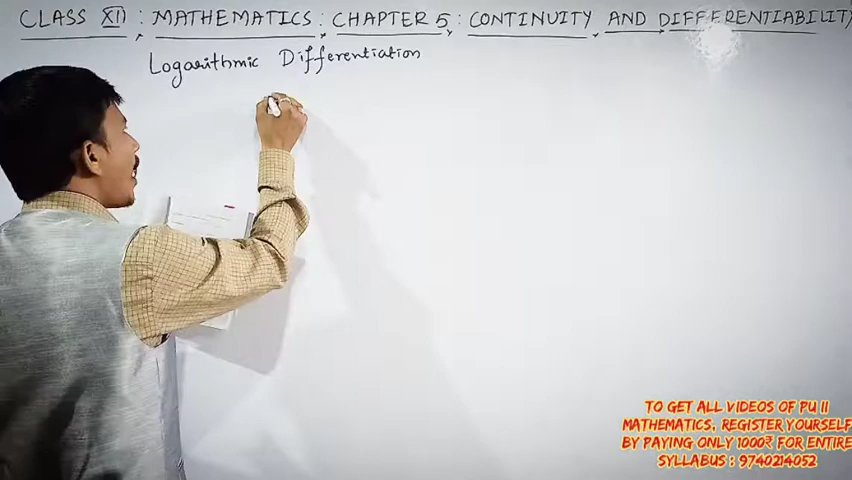 CLASS XII : MATHEMATICS : CHAPTER 5 : CONTINUITY AND DIFFERENTIABILITY
Logarithmic Differentiation
TO GET ALL VIDEOS OF PU II
MATHEMATICS, REGISTER YOURSELF
BY PAYING ONLY 1000₹ FOR ENTIRE
SYLLABUS : 9740214052